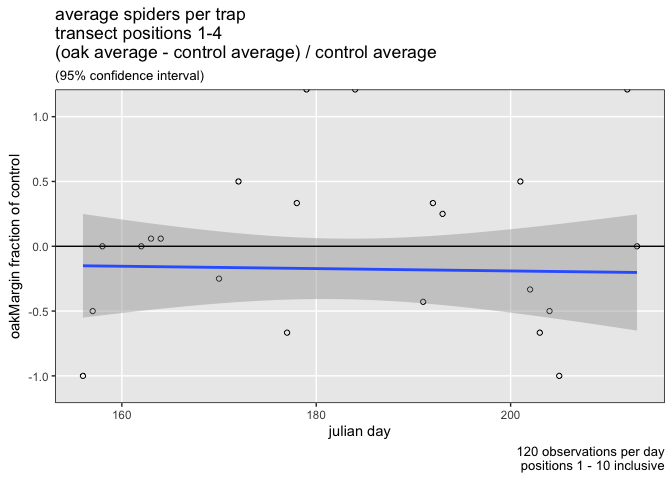 average spiders per trap
transect positions 1-4
(oak average - control average) / control average
(95% confidence interval)
1.0
0.5
0.0
-0.5
-1.0
oakMargin fraction of control
160
180
200
julian day
120 observations per day
positions 1 - 10 inclusive